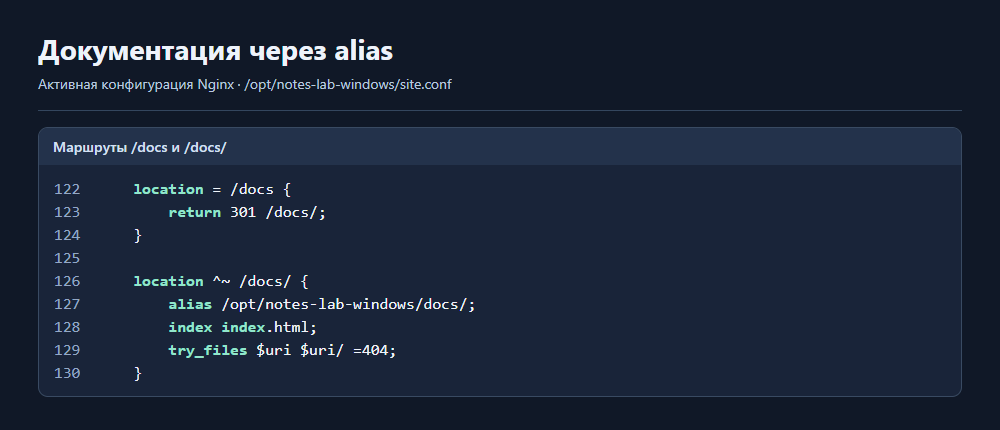 Документация через alias
Активная конфигурация Nginx · /opt/notes-lab-windows/site.conf
Маршруты /docs и /docs/
122 location = /docs {
123 return 301 /docs/;
124 }
125
126 location ^~ /docs/ {
127 alias /opt/notes-lab-windows/docs/;
128 index index.html;
129 try_files $uri $uri/ =404;
130 }